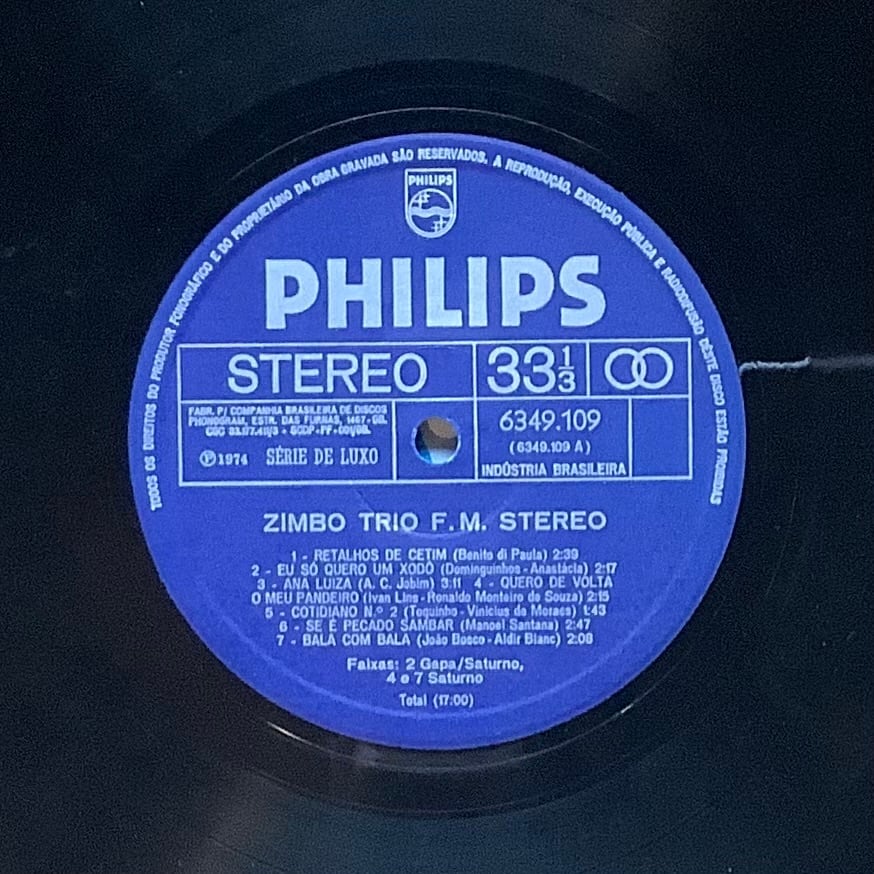 TODOS OS DIREITOS DO PRODUTOR FONOGRÁFICO E DO PROPRIETÁRIO DA OBRA GRAVADA SÃO RESERVADOS. A REPRODUÇÃO, EXECUÇÃO PÚBLICA E RADIODIFUSÃO DÊSTE DISCO ESTÃO PROIBIDAS
PHILIPS
PHILIPS
STEREO
33 1/3
FABR. P/ COMPANHIA BRASILEIRA DE DISCOS
PHONOGRAM, ESTR. DAS FURNAS, 1467-GB.
℗1974 SÉRIE DE LUXO
6349.109
(6349.109 A)
INDÚSTRIA BRASILEIRA
ZIMBO TRIO F.M. STEREO
1 - RETALHOS DE CETIM (Benito di Paula) 2:39
2 - EU SÓ QUERO UM XODÓ (Dominguinhos - Anastácia) 2:17
3 - ANA LUIZA (A. C. Jobim) 3:11 4 - QUERO DE VOLTA
O MEU PANDEIRO (Ivan Lins - Ronaldo Monteiro de Souza) 2:15
5 - COTIDIANO N.º 2 (Toquinho - Vinicius de Moraes) 1:43
6 - SE É PECADO SAMBAR (Manoel Santana) 2:47
7 - BALA COM BALA (João Bosco - Aldir Blanc) 2:08
Faixas: 2 Gapa/Saturno,
4 e 7 Saturno
Total (17:00)